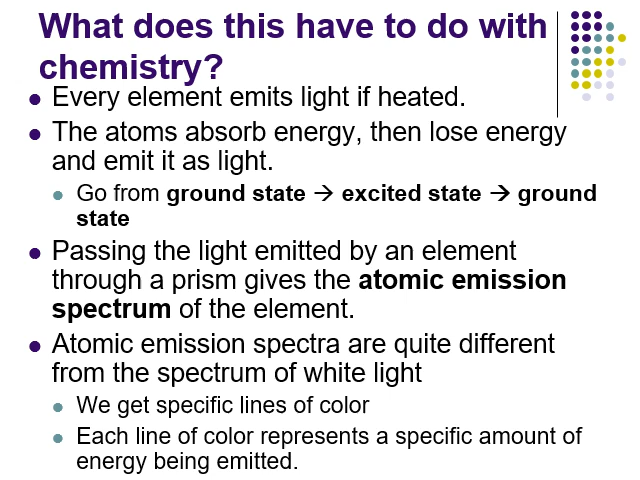 What does this have to do with
chemistry?
Every element emits light if heated.
The atoms absorb energy, then lose energy
and emit it as light.
Go from ground state → excited state → ground
state
Passing the light emitted by an element
through a prism gives the atomic emission
spectrum of the element.
Atomic emission spectra are quite different
from the spectrum of white light
We get specific lines of color
Each line of color represents a specific amount of
energy being emitted.